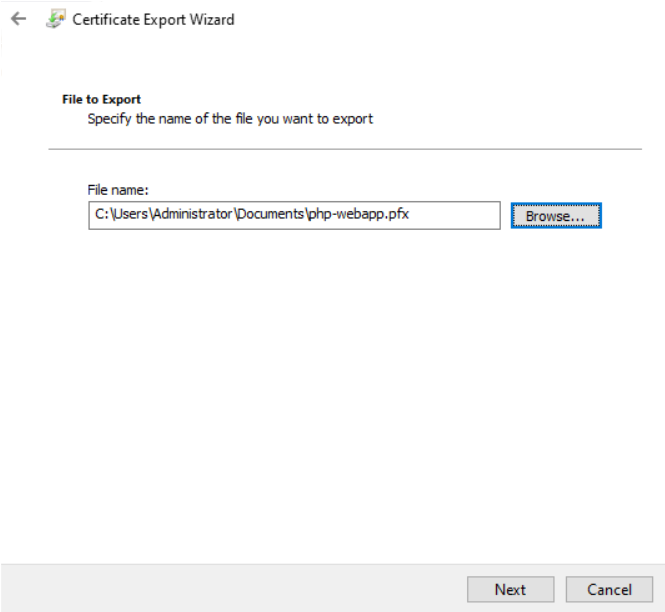 Certificate Export Wizard
File to Export
Specify the name of the file you want to export
File name:
C:\Users\Administrator\Documents\php-webapp.pfx
Browse...
Next
Cancel